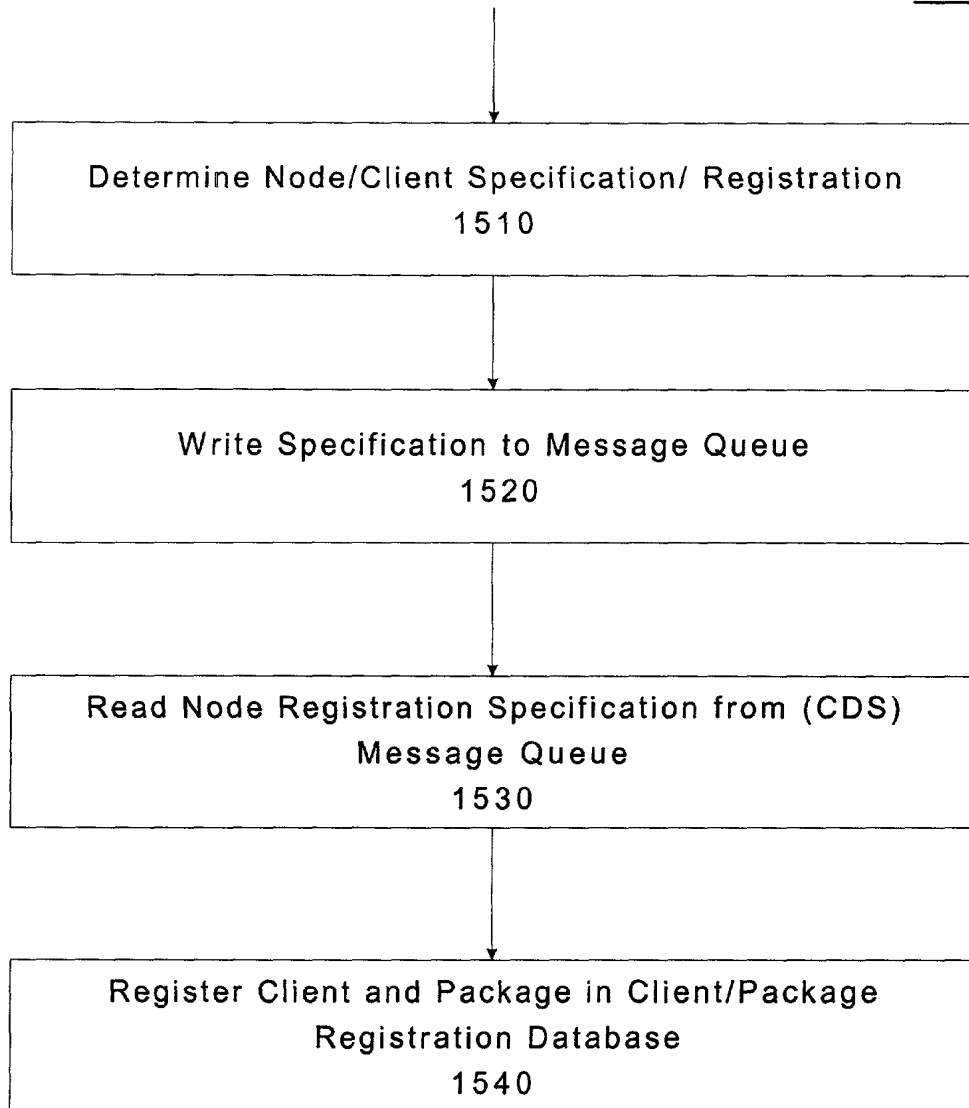 Determine Node/Client Specification/ Registration
1510
Write Specification to Message Queue
1520
Read Node Registration Specification from (CDS)
Message Queue
1530
Register Client and Package in Client/Package
Registration Database
1540